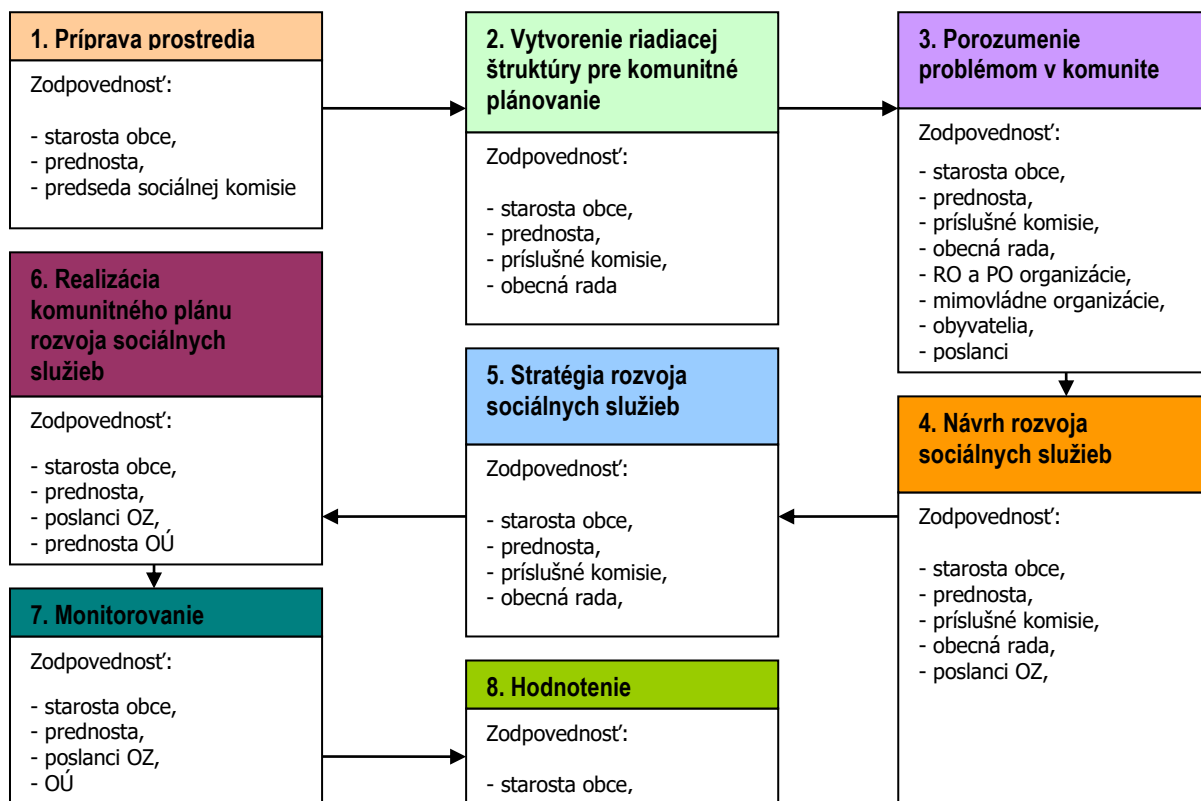 1. Príprava prostredia
Zodpovednosť:
- starosta obce,
- prednosta,
- predseda sociálnej komisie
2. Vytvorenie riadiacej
štruktúry pre komunitné
plánovanie
Zodpovednosť:
- starosta obce,
- prednosta,
- príslušné komisie,
- obecná rada
3. Porozumenie
problémom v komunite
Zodpovednosť:
- starosta obce,
- prednosta,
- príslušné komisie,
- obecná rada,
- RO a PO organizácie,
- mimovládne organizácie,
- obyvatelia,
- poslanci
4. Návrh rozvoja
sociálnych služieb
Zodpovednosť:
- starosta obce,
- prednosta,
- príslušné komisie,
- obecná rada,
- poslanci OZ,
5. Stratégia rozvoja
sociálnych služieb
Zodpovednosť:
- starosta obce,
- prednosta,
- príslušné komisie,
- obecná rada,
6. Realizácia
komunitného plánu
rozvoja sociálnych
služieb
Zodpovednosť:
- starosta obce,
- prednosta,
- poslanci OZ,
- prednosta OÚ
7. Monitorovanie
Zodpovednosť:
- starosta obce,
- prednosta,
- poslanci OZ,
- OÚ
8. Hodnotenie
Zodpovednosť:
- starosta obce,